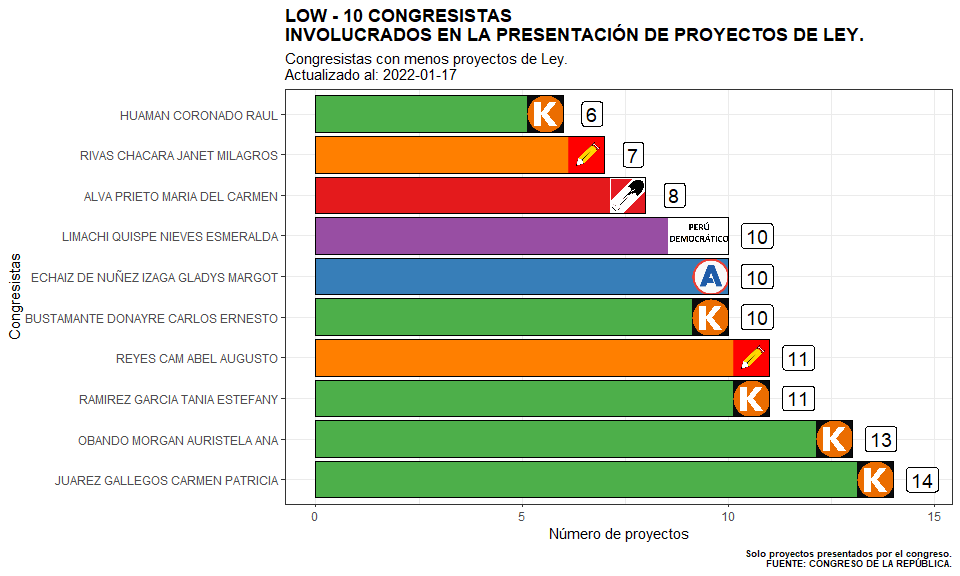 LOW - 10 CONGRESISTAS
INVOLUCRADOS EN LA PRESENTACIÓN DE PROYECTOS DE LEY.
Congresistas con menos proyectos de Ley.
Actualizado al: 2022-01-17
Congresistas
HUAMAN CORONADO RAUL K 6
RIVAS CHACARA JANET MILAGROS 7
ALVA PRIETO MARIA DEL CARMEN 8
LIMACHI QUISPE NIEVES ESMERALDA PERÚ DEMOCRÁTICO 10
ECHAIZ DE NUÑEZ IZAGA GLADYS MARGOT A 10
BUSTAMANTE DONAYRE CARLOS ERNESTO K 10
REYES CAM ABEL AUGUSTO 11
RAMIREZ GARCIA TANIA ESTEFANY K 11
OBANDO MORGAN AURISTELA ANA K 13
JUAREZ GALLEGOS CARMEN PATRICIA K 14
0 5 10 15
Número de proyectos
Solo proyectos presentados por el congreso.
FUENTE: CONGRESO DE LA REPÚBLICA.